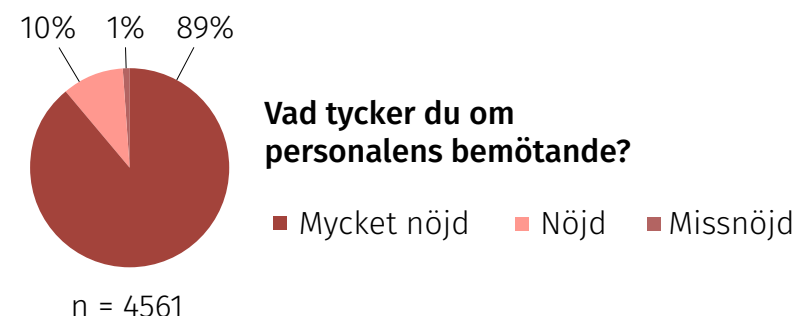 10% 1% 89%
Vad tycker du om
personalens bemötande?
Mycket nöjd Nöjd Missnöjd
n = 4561